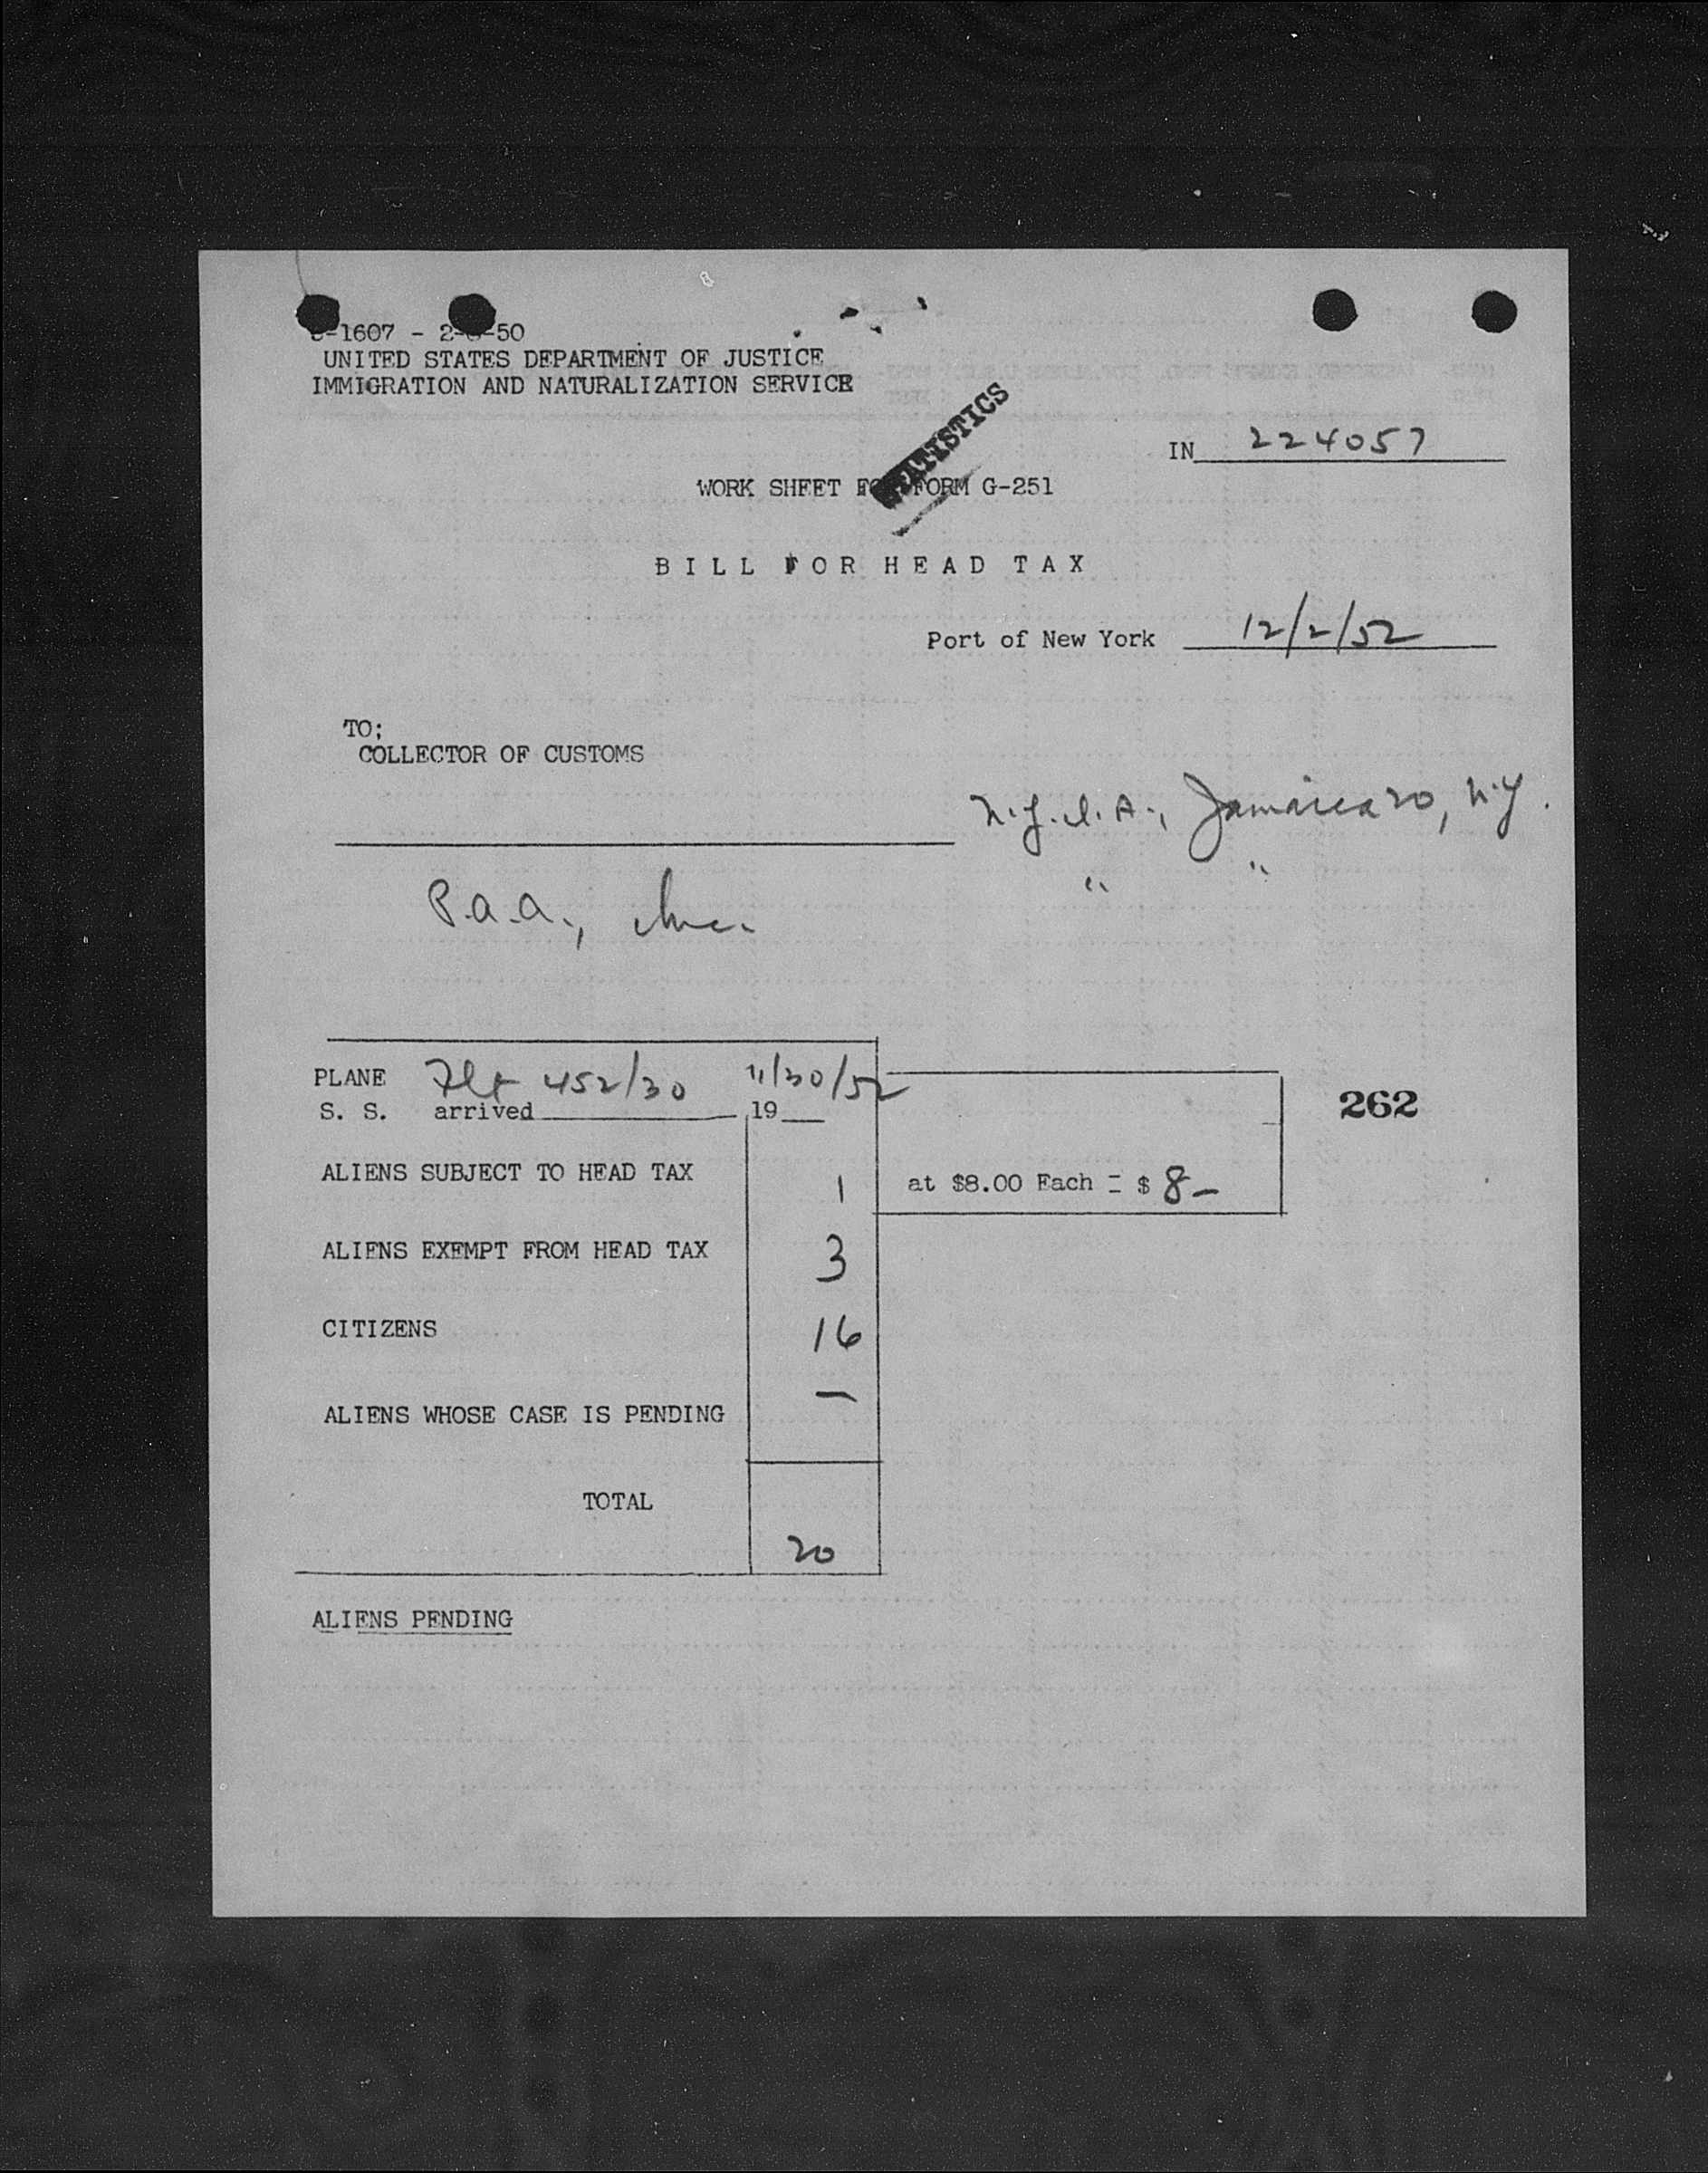 -1607 - 2- -50
UNITED STATES DEPARTMENT OF JUSTICE
IMMIGRATION AND NATURALIZATION SERVICE
STATISTICS
IN 224057
WORK SHEET FOR FORM G-251
BILL FOR HEAD TAX
Port of New York 12/2/52
TO;
COLLECTOR OF CUSTOMS
N.Y.I.A., Jamaica 20, N.Y.
P.a.a., Inc. " "
PLANE Flt 452/30 11/30/52
S. S. arrived 19
262
ALIENS SUBJECT TO HEAD TAX 1 at $8.00 Each = $ 8-
ALIENS EXEMPT FROM HEAD TAX 3
CITIZENS 16
ALIENS WHOSE CASE IS PENDING -
TOTAL
20
ALIENS PENDING